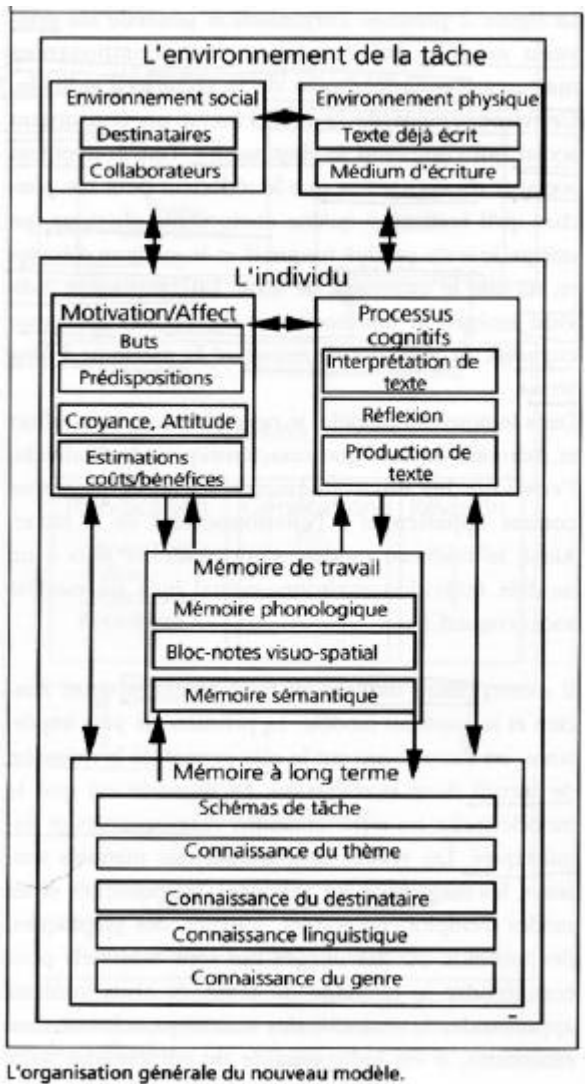 L'environnement de la tâche
Environnement social
Destinataires
Collaborateurs
Environnement physique
Texte déjà écrit
Médium d'écriture
L'individu
Motivation/Affect
Buts
Prédispositions
Croyance, Attitude
Estimations
coûts/bénéfices
Processus
cognitifs
Interprétation de
texte
Réflexion
Production de
texte
Mémoire de travail
Mémoire phonologique
Bloc-notes visuo-spatial
Mémoire sémantique
Mémoire à long terme
Schémas de tâche
Connaissance du thème
Connaissance du destinataire
Connaissance linguistique
Connaissance du genre
L'organisation générale du nouveau modèle.